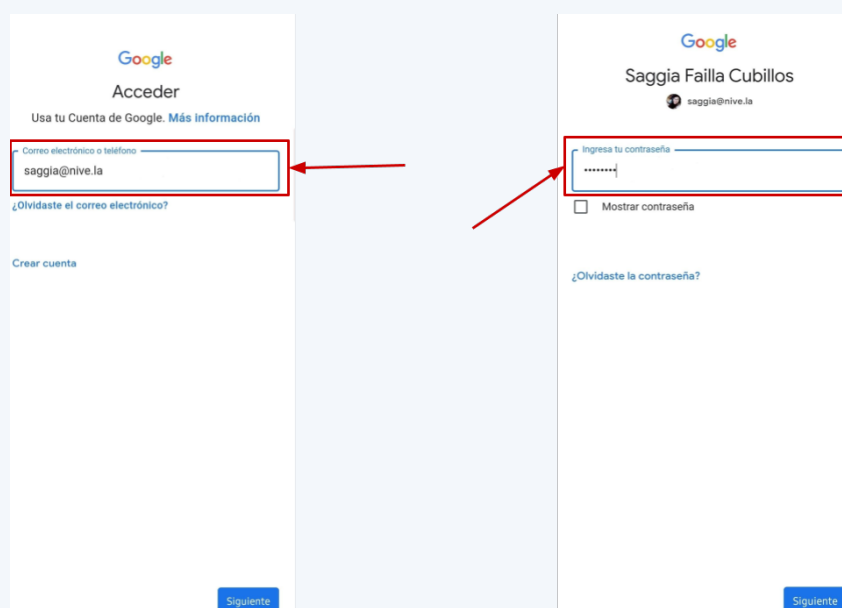 Google
Acceder
Usa tu Cuenta de Google. Más información
Correo electrónico o teléfono
saggia@nive.la
¿Olvidaste el correo electrónico?
Crear cuenta
Siguiente
Google
Saggia Failla Cubillos
saggia@nive.la
Ingresa tu contraseña
••••••••
Mostrar contraseña
¿Olvidaste la contraseña?
Siguiente